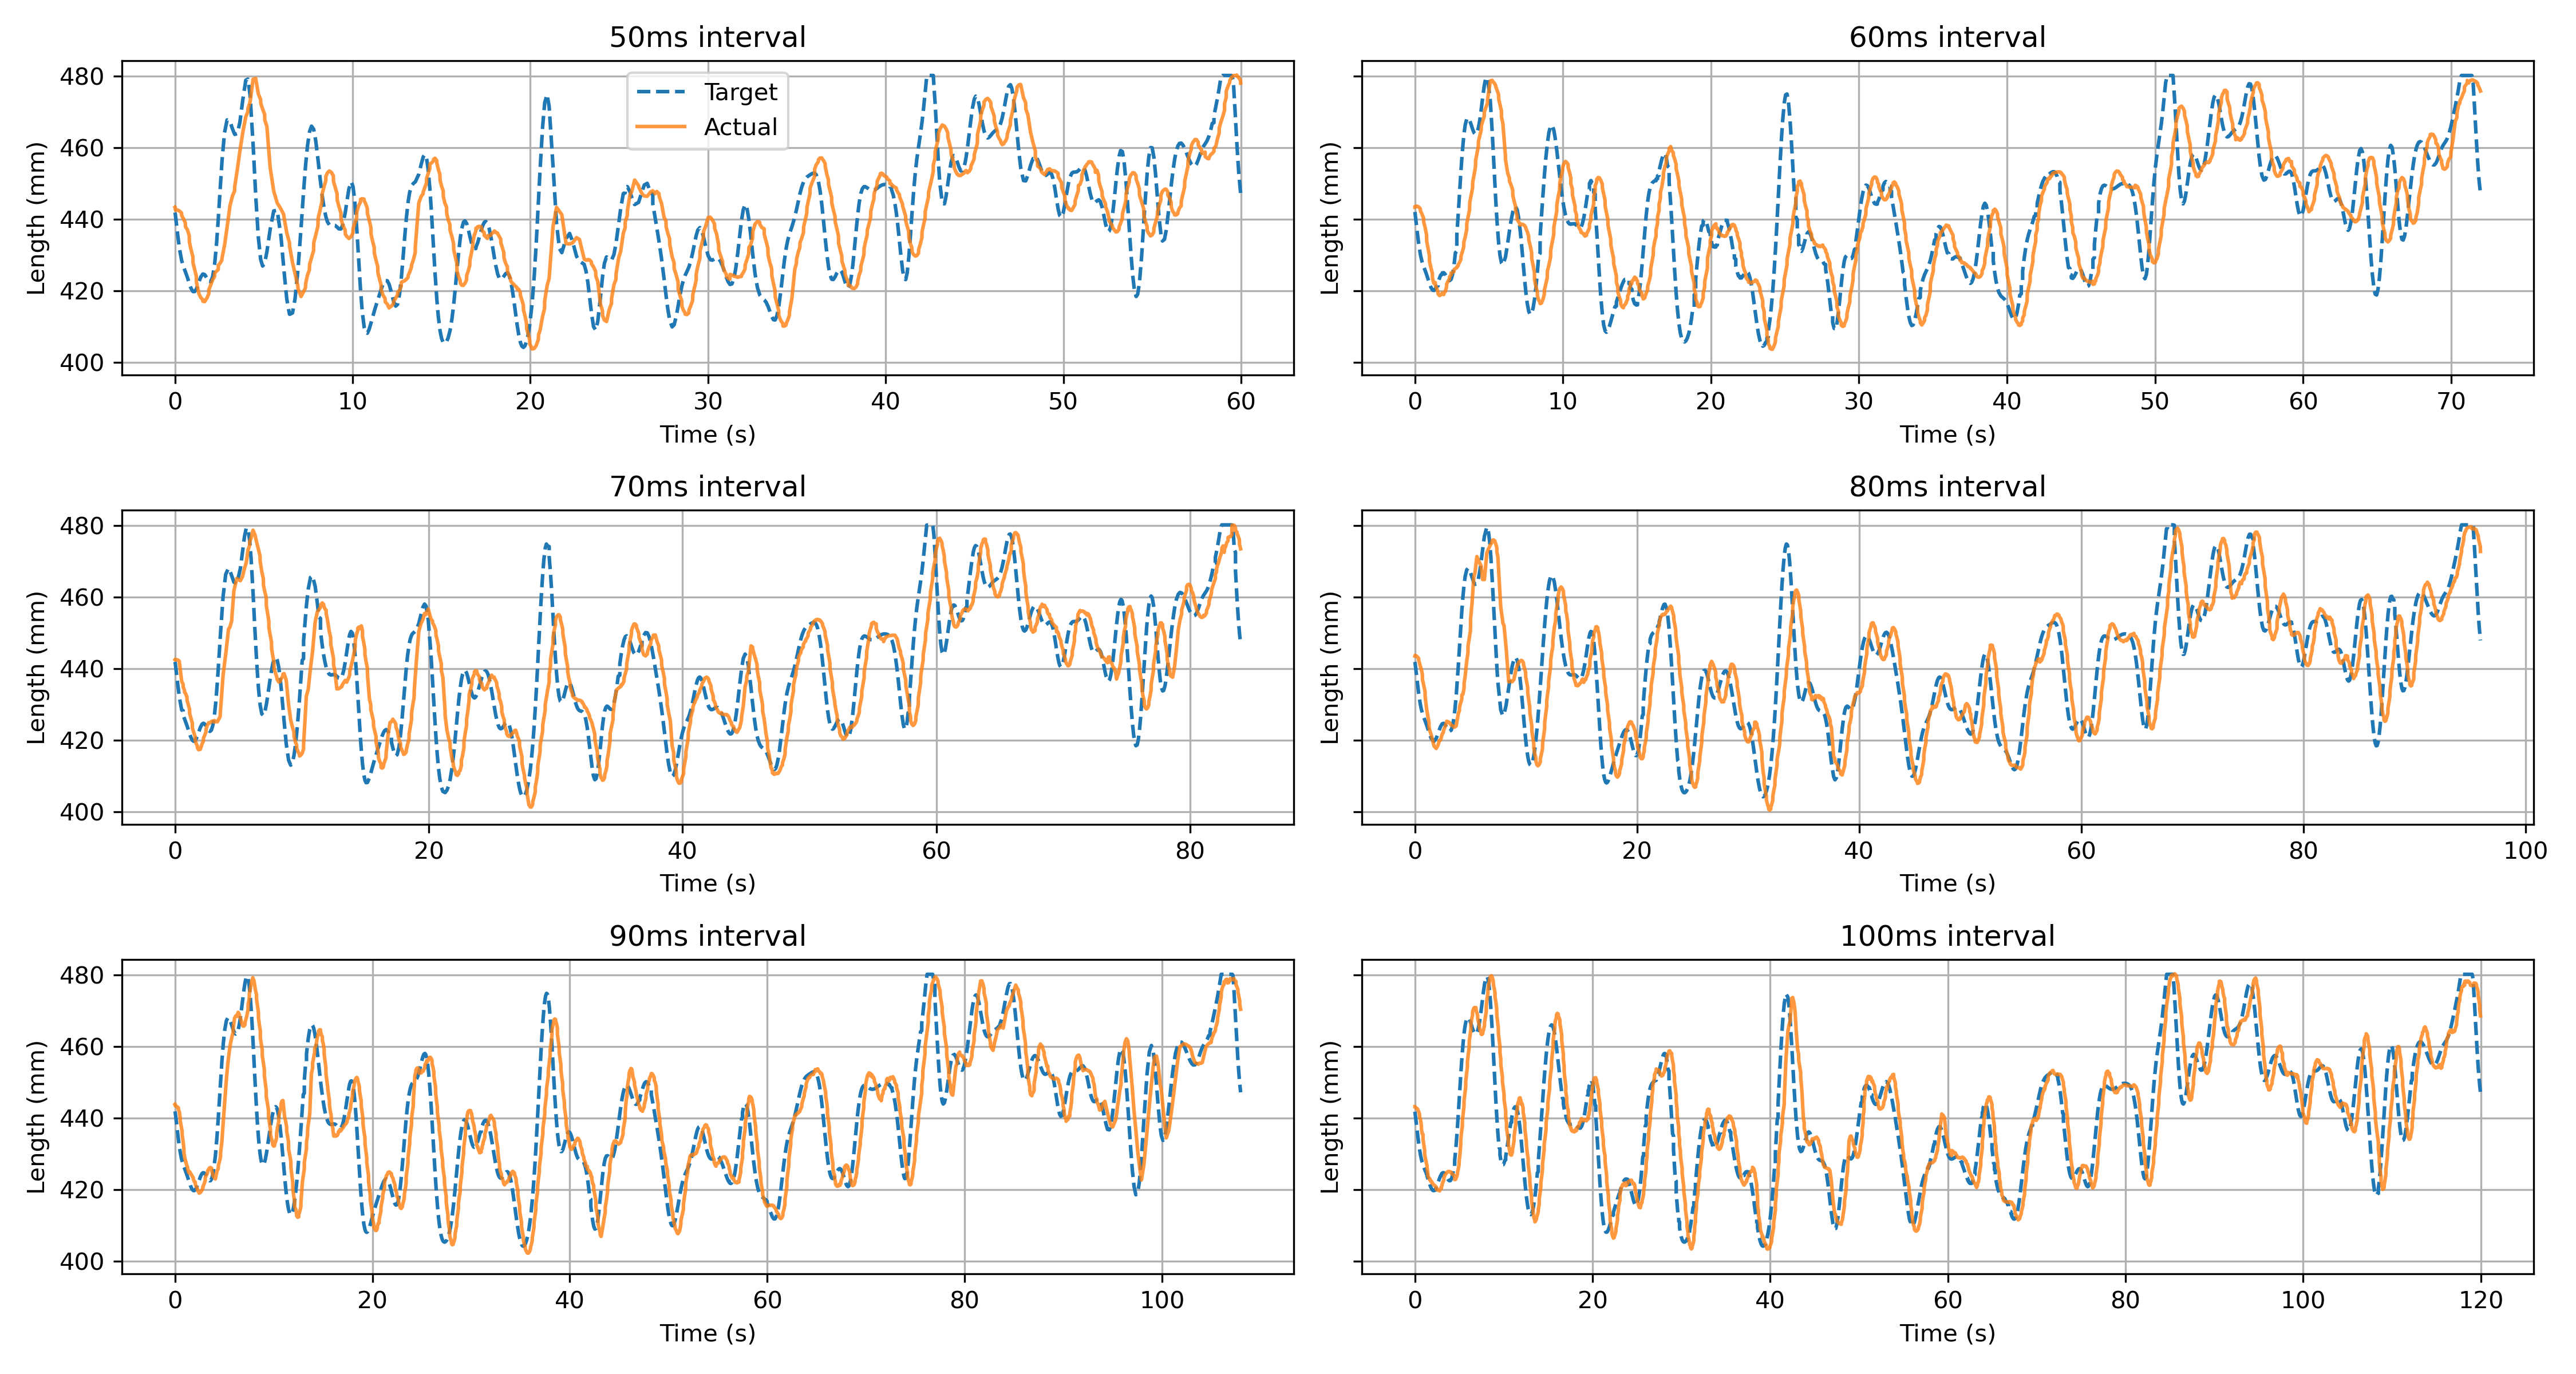 50ms interval
60ms interval
Target
Actual
480
460
440
420
400
Length (mm)
Length (mm)
0 10 20 30 40 50 60
0 10 20 30 40 50 60 70
Time (s)
Time (s)
70ms interval
80ms interval
480
460
440
420
400
Length (mm)
Length (mm)
0 20 40 60 80
0 20 40 60 80 100
Time (s)
Time (s)
90ms interval
100ms interval
480
460
440
420
400
Length (mm)
Length (mm)
0 20 40 60 80 100
0 20 40 60 80 100 120
Time (s)
Time (s)